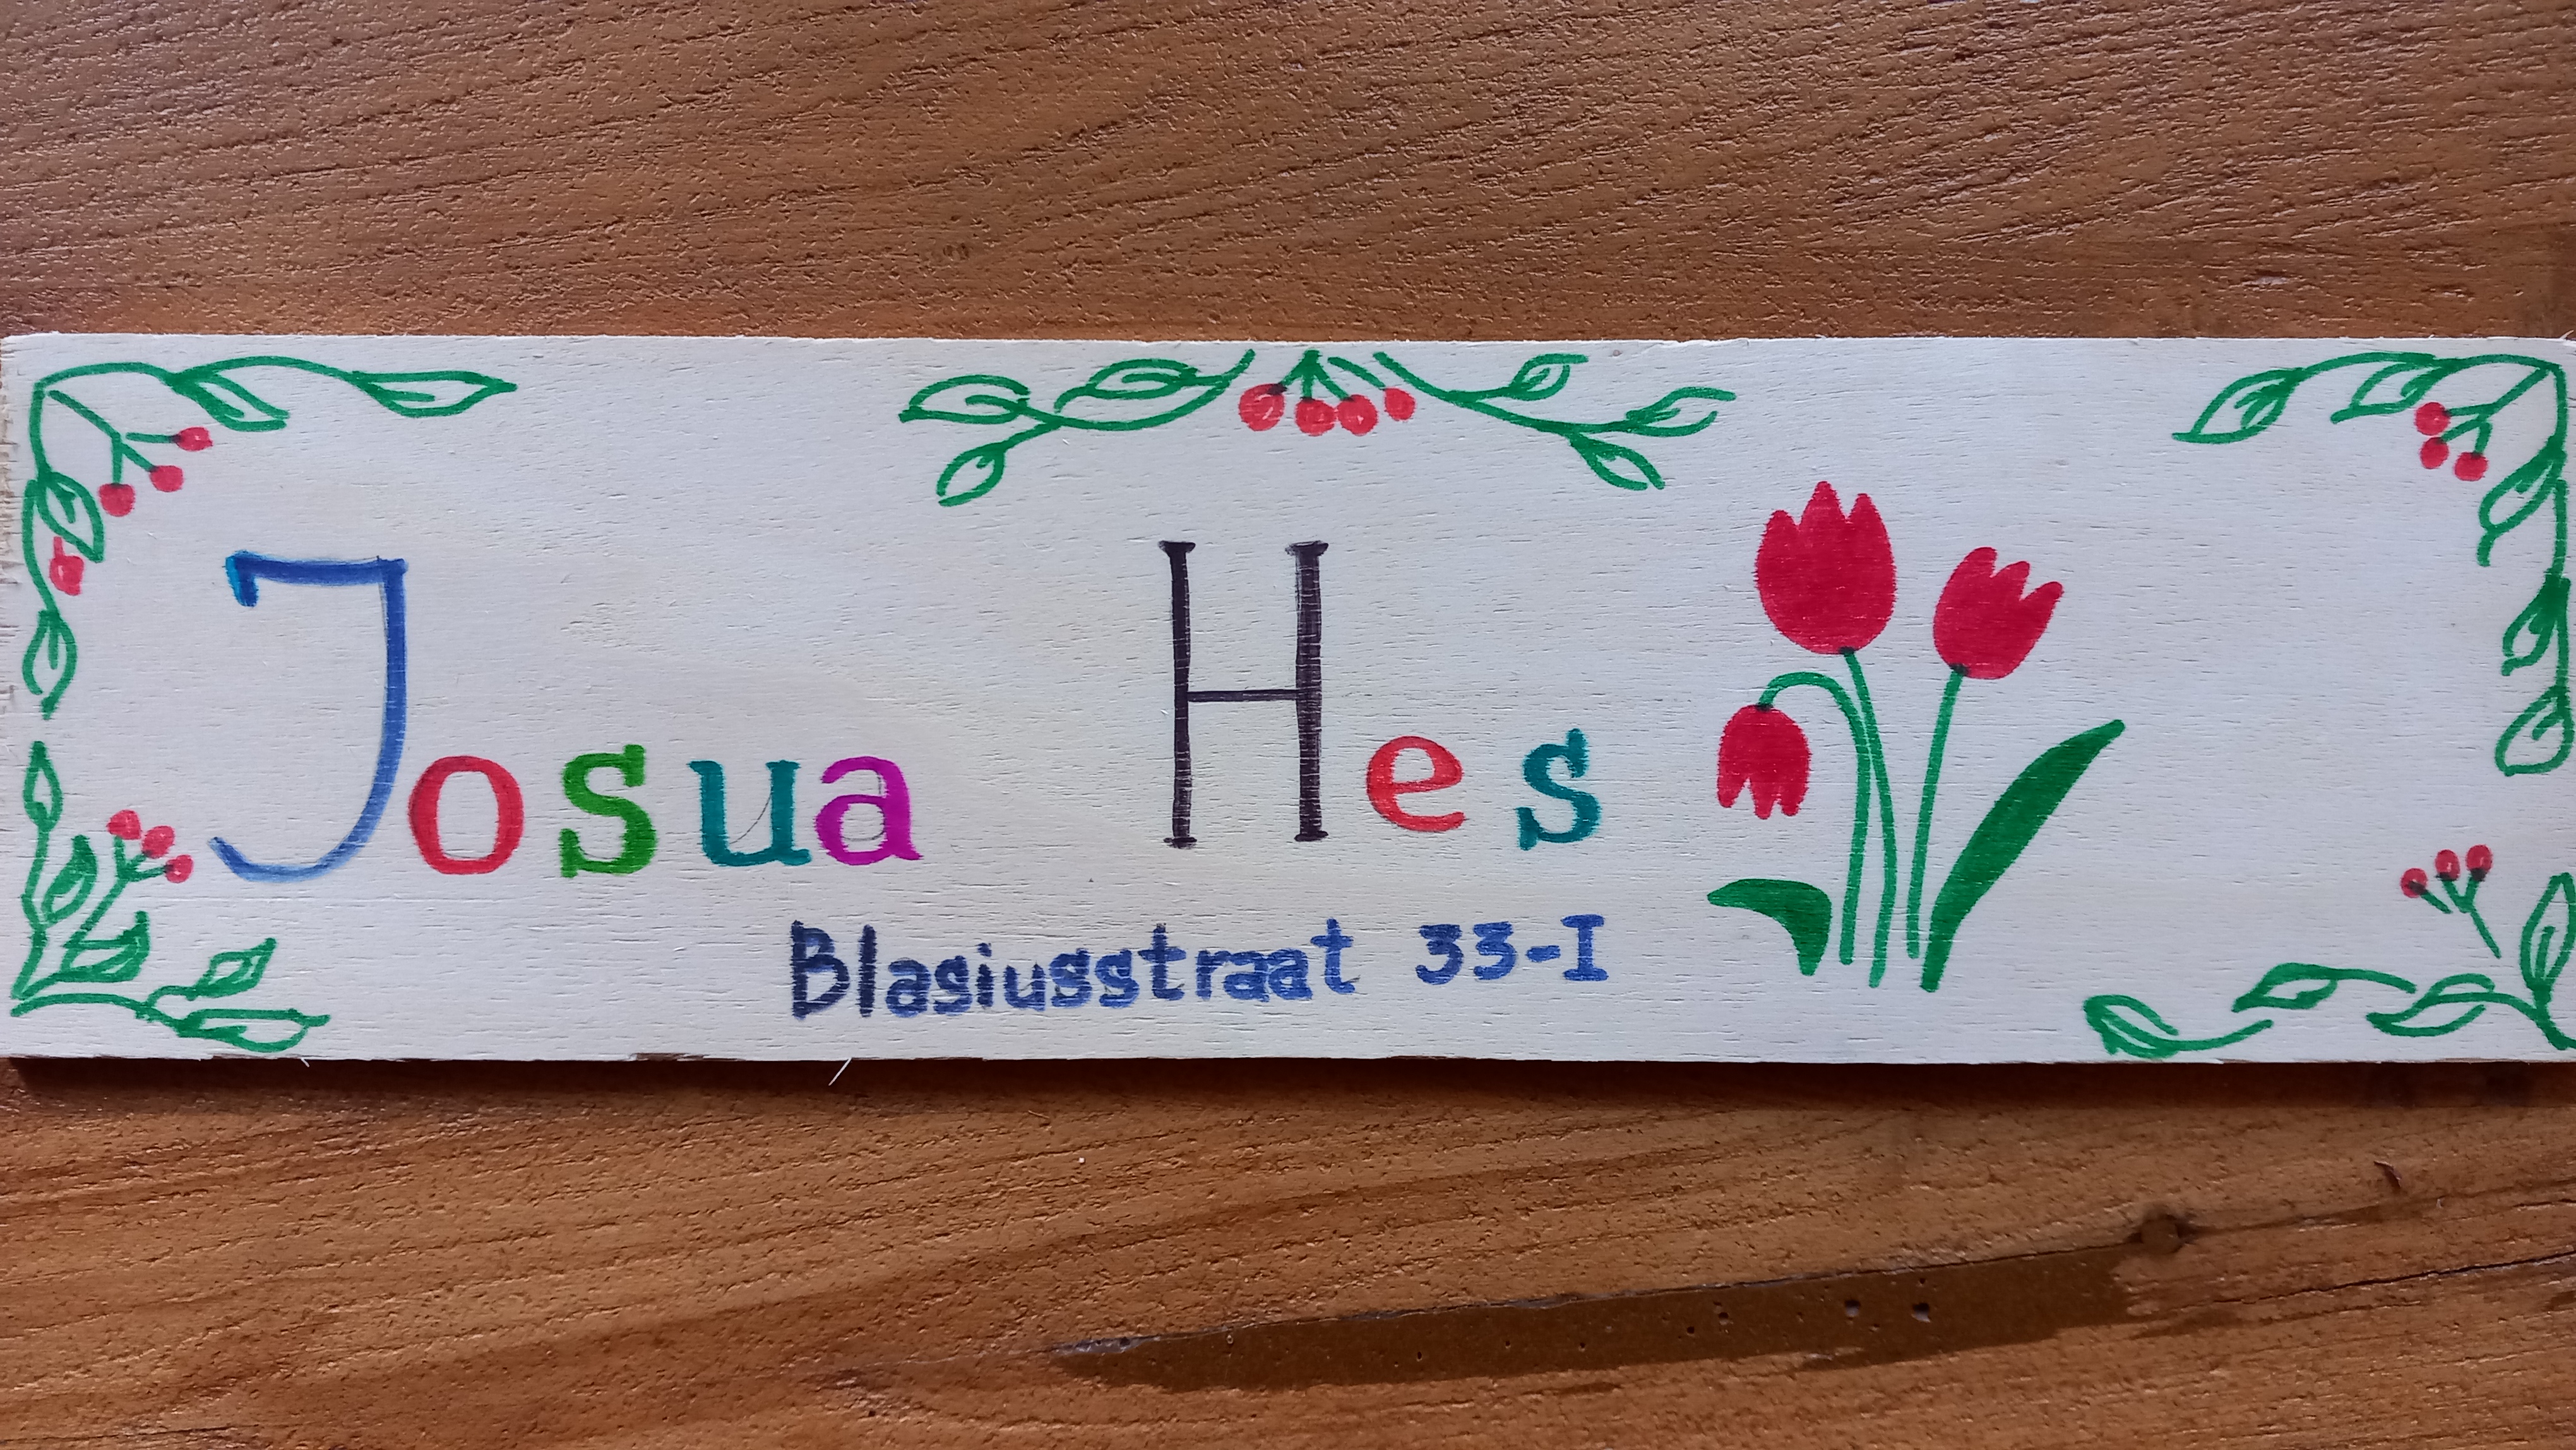 Josua Hes
Blasiusstraat 33-I